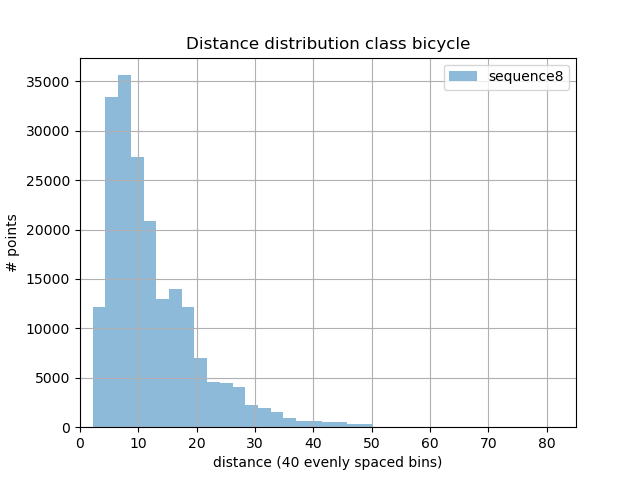 Distance distribution class bicycle
sequence8
35000
30000
25000
20000
15000
10000
5000
0
# points
0 10 20 30 40 50 60 70 80
distance (40 evenly spaced bins)